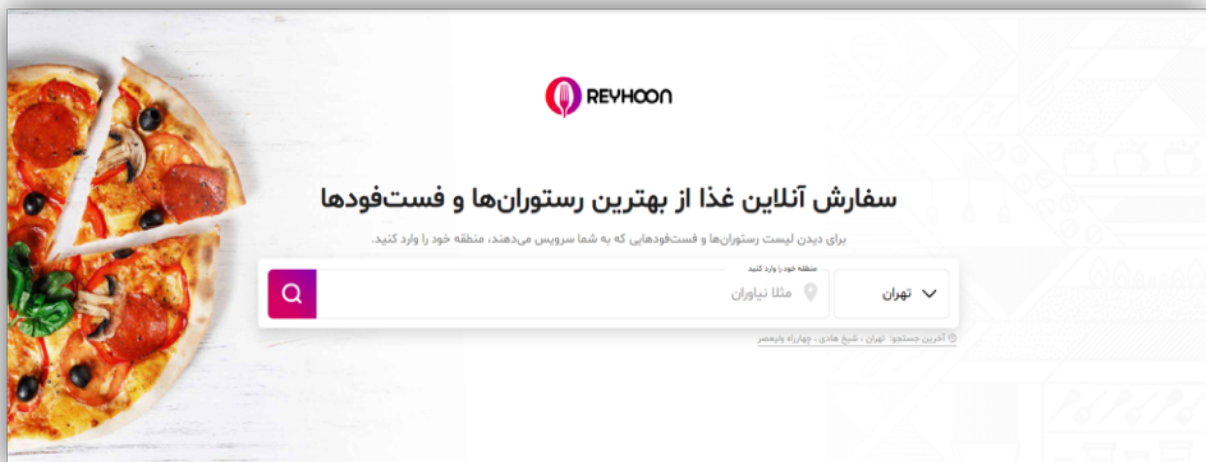 REYHOON
سفارش آنلاین غذا از بهترین رستوران‌ها و فست‌فودها
برای دیدن لیست رستوران‌ها و فست‌فودهایی که به شما سرویس می‌دهند، منطقه خود را وارد کنید.
منطقه خود را وارد کنید
تهران
مثلا نیاوران
آخرین جستجو: تهران ، شیخ هادی ، چهارراه ولیعصر